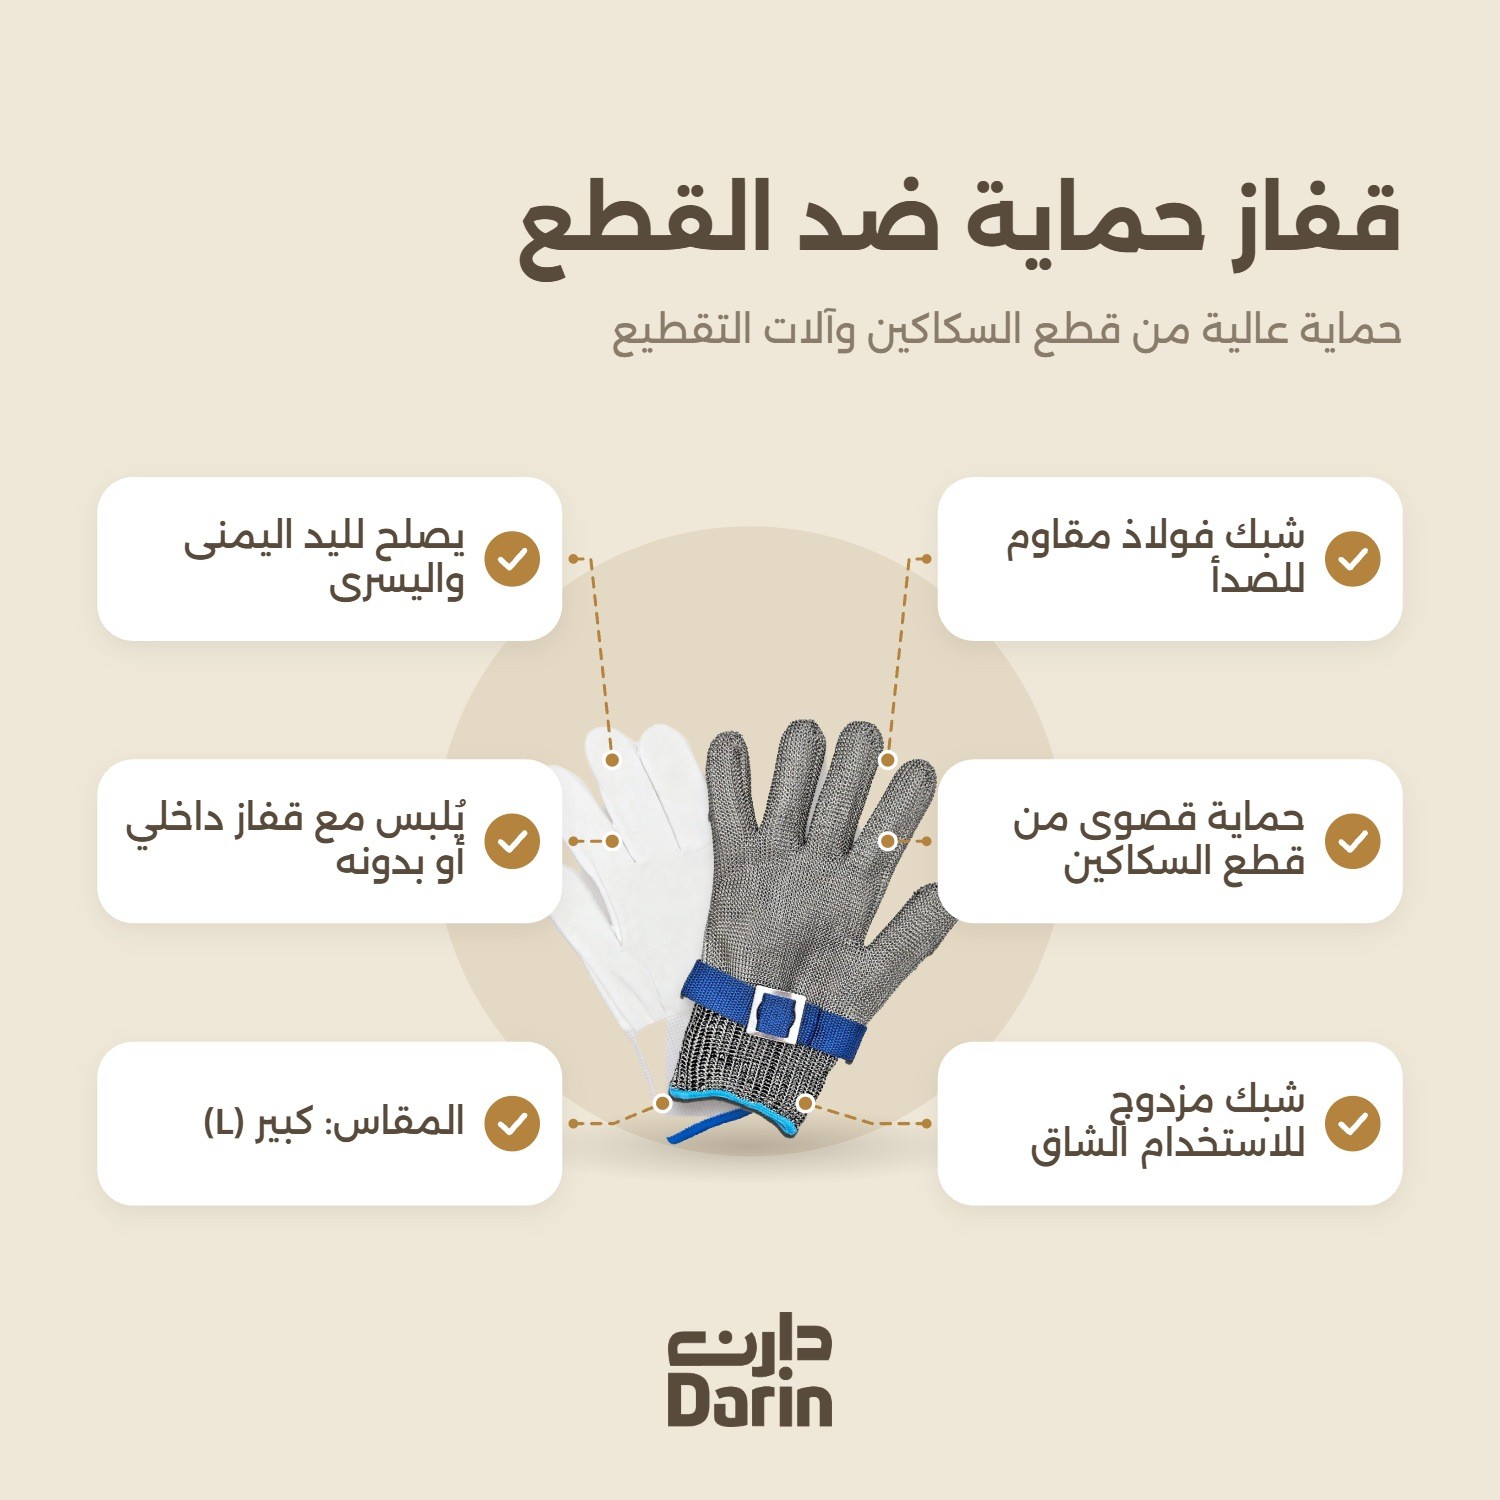 قفاز حماية ضد القطع
حماية عالية من قطع السكاكين وآلات التقطيع
شبك فولاذ مقاوم
للصدأ
يصلح لليد اليمنى
واليسرى
حماية قصوى من
قطع السكاكين
يُلبس مع قفاز داخلي
أو بدونه
شبك مزدوج
للاستخدام الشاق
المقاس: كبير (L)
دارين
Darin